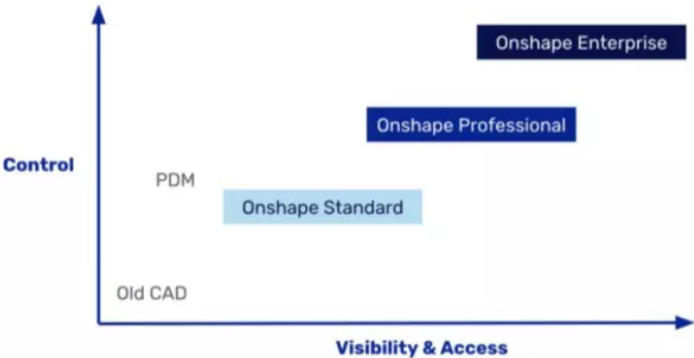 Onshape Enterprise
Onshape Professional
Control
PDM
Onshape Standard
Old CAD
Visibility & Access